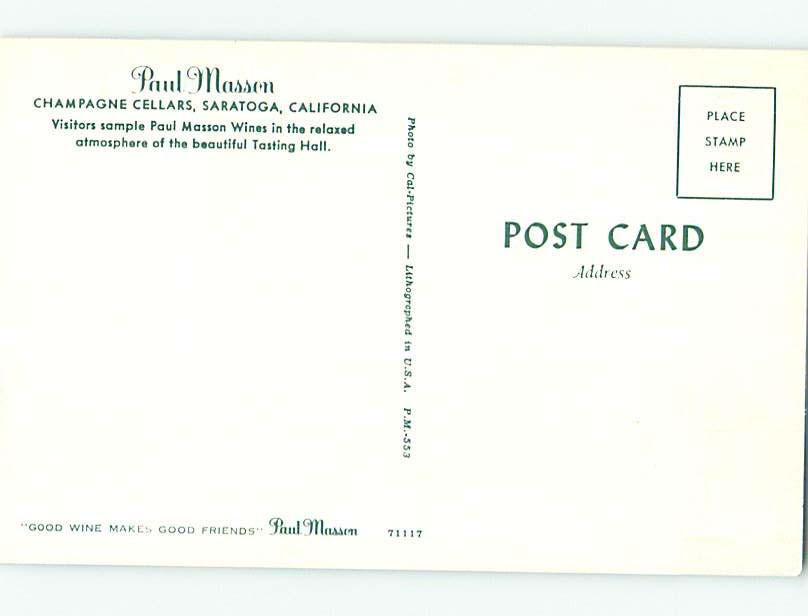 Paul Masson
CHAMPAGNE CELLARS, SARATOGA, CALIFORNIA
Visitors sample Paul Masson Wines in the relaxed
atmosphere of the beautiful Tasting Hall.
Photo by Cal-Pictures — Lithographed in U.S.A. P.M.-553
PLACE
STAMP
HERE
POST CARD
Address
"GOOD WINE MAKES GOOD FRIENDS" Paul Masson 71117